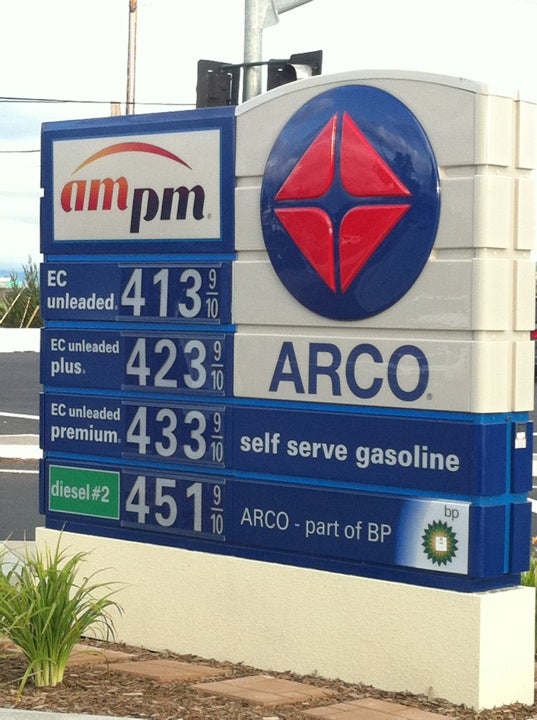 ampm
EC
unleaded. 413 9/10
EC unleaded
plus. 423 9/10
EC unleaded
premium. 433 9/10
diesel #2 451 9/10
ARCO
self serve gasoline
ARCO - part of BP
bp